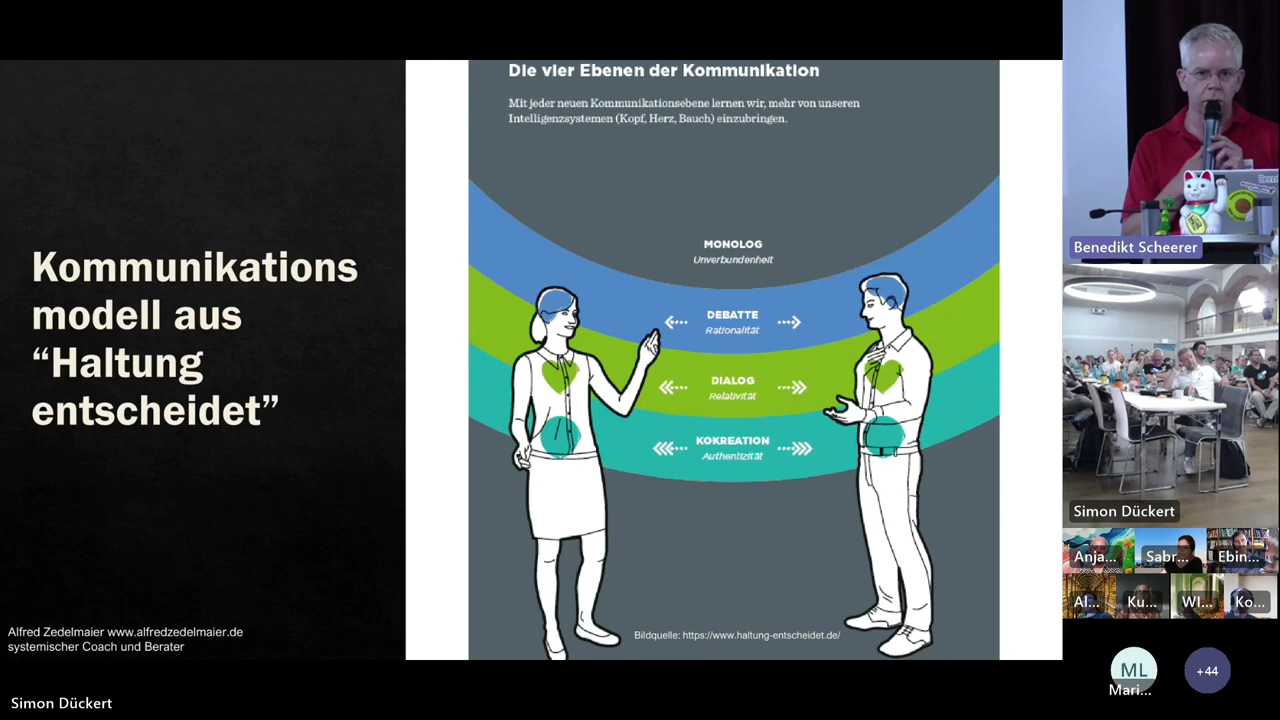 Kommunikations
modell aus
“Haltung
entscheidet”
Alfred Zedelmaier www.alfredzedelmaier.de
systemischer Coach und Berater
Die vier Ebenen der Kommunikation
Mit jeder neuen Kommunikationsebene lernen wir, mehr von unseren
Intelligenzsystemen (Kopf, Herz, Bauch) einzubringen.
MONOLOG
Unverbundenheit
DEBATTE
Rationalität
DIALOG
Relativität
KOKREATION
Authentizität
Bildquelle: https://www.haltung-entscheidet.de/
Benedikt Scheerer
Simon Dückert
Anja...
Sabr...
Ebin...
Al...
Ku...
WI...
Ko...
ML
Mari...
+44
Simon Dückert